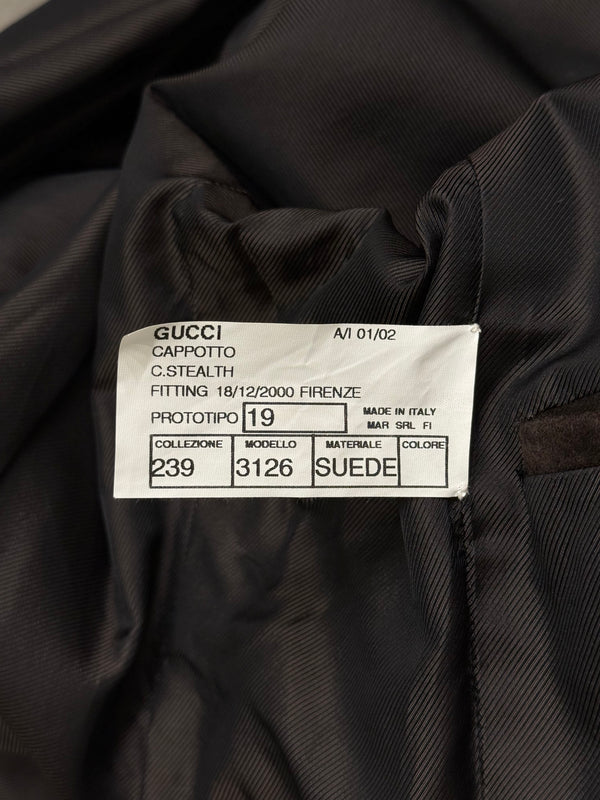 GUCCI A/I 01/02
CAPPOTTO
C.STEALTH
FITTING 18/12/2000 FIRENZE
PROTOTIPO 19 MADE IN ITALY
MAR SRL FI
COLLEZIONE MODELLO MATERIALE COLORE
239 3126 SUEDE